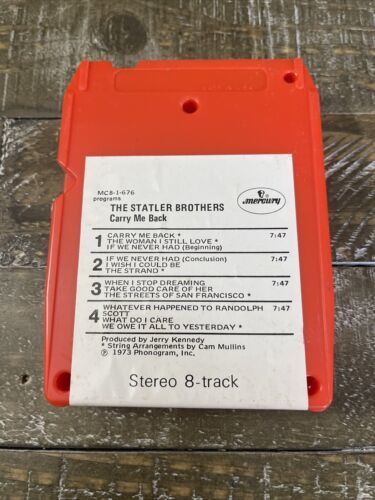 MC8-1-676
programs
mercury
THE STATLER BROTHERS
Carry Me Back
1 CARRY ME BACK * 7:47
THE WOMAN I STILL LOVE *
IF WE NEVER HAD (Beginning)
2 IF WE NEVER HAD (Conclusion) 7:47
I WISH I COULD BE
THE STRAND *
3 WHEN I STOP DREAMING 7:47
TAKE GOOD CARE OF HER
THE STREETS OF SAN FRANCISCO *
4 WHATEVER HAPPENED TO RANDOLPH 7:47
SCOTT
WHAT DO I CARE
WE OWE IT ALL TO YESTERDAY *
Produced by Jerry Kennedy
* String Arrangements by Cam Mullins
℗ 1973 Phonogram, Inc.
Stereo 8-track